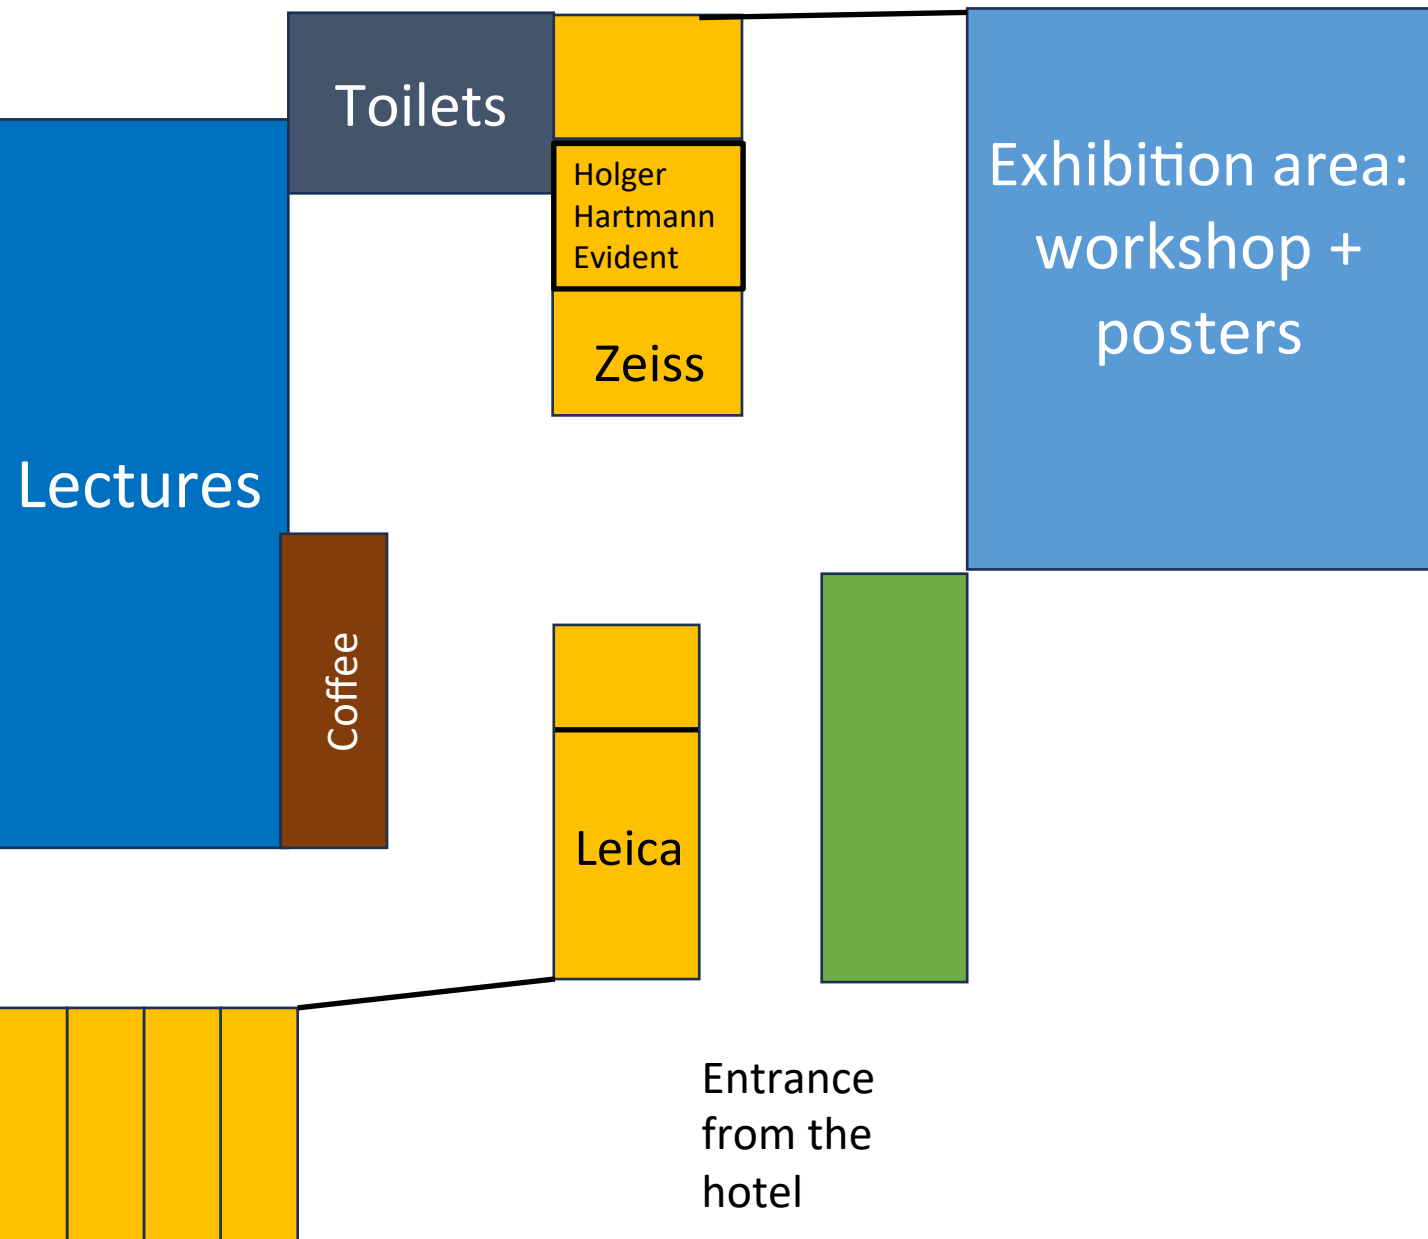 Toilets
Holger
Hartmann
Evident
Zeiss
Exhibition area:
workshop +
posters
Lectures
Coffee
Leica
Entrance
from the
hotel